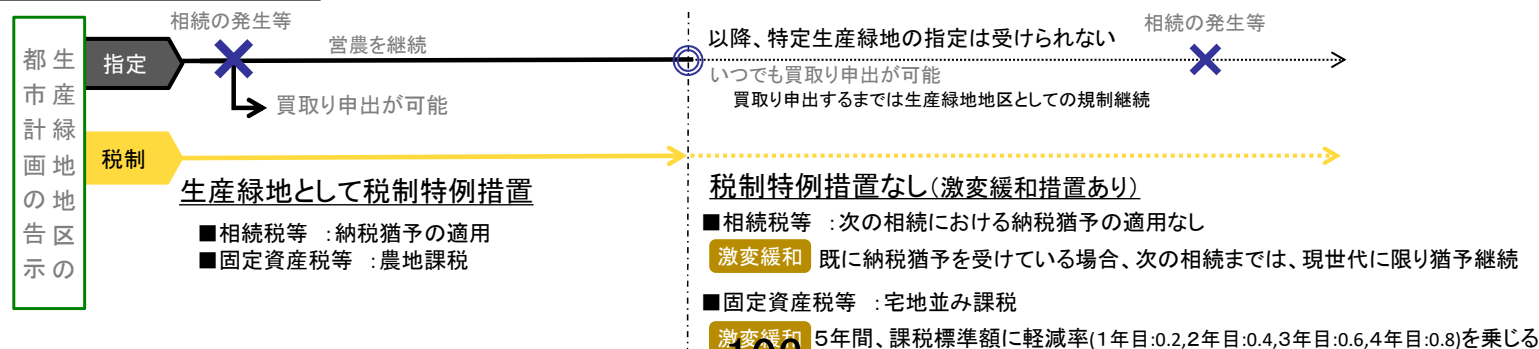 生産緑地地区の
都市計画の告示
指定
相続の発生等
営農を継続
買取り申出が可能
以降、特定生産緑地の指定は受けられない
相続の発生等
いつでも買取り申出が可能
買取り申出するまでは生産緑地地区としての規制継続
税制
生産緑地として税制特例措置
■相続税等 :納税猶予の適用
■固定資産税等 :農地課税
税制特例措置なし(激変緩和措置あり)
■相続税等 :次の相続における納税猶予の適用なし
激変緩和 既に納税猶予を受けている場合、次の相続までは、現世代に限り猶予継続
■固定資産税等 :宅地並み課税
激変緩和 5年間、課税標準額に軽減率(1年目:0.2,2年目:0.4,3年目:0.6,4年目:0.8)を乗じる